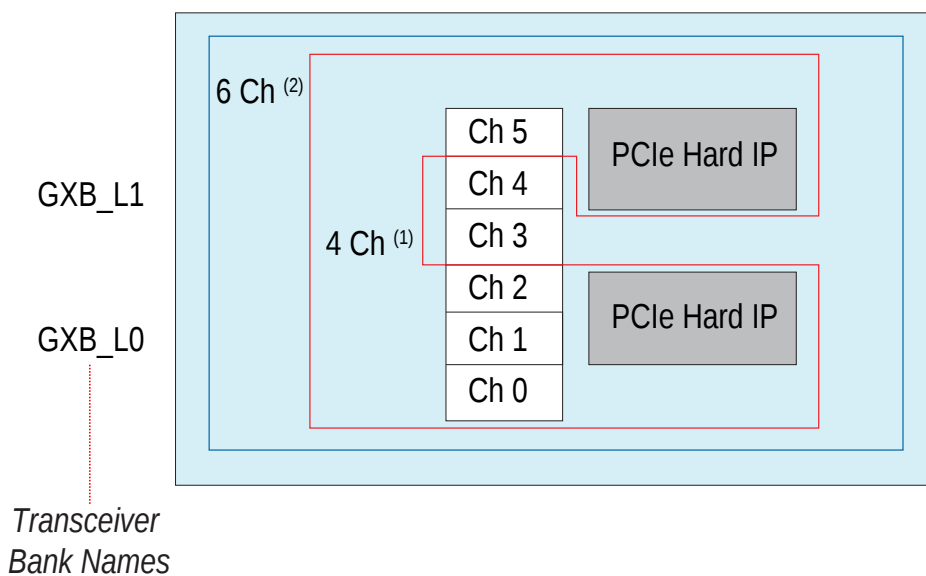 6 Ch (2)
Ch 5
PCIe Hard IP
Ch 4
GXB_L1
4 Ch (1)
Ch 3
Ch 2
PCIe Hard IP
GXB_L0
Ch 1
Ch 0
Transceiver
Bank Names